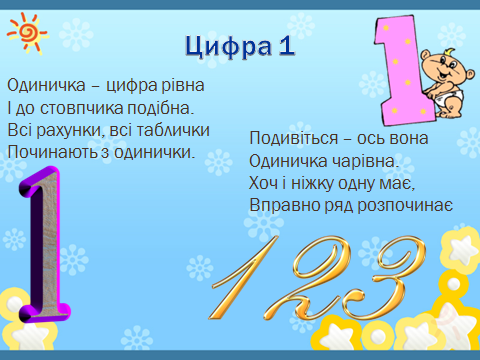 Цифра 1
Одиничка – цифра рівна
І до стовпчика подібна.
Всі рахунки, всі таблички
Починають з одинички.
Подивіться – ось вона
Одиничка чарівна.
Хоч і ніжку одну має,
Вправно ряд розпочинає
1
1
123